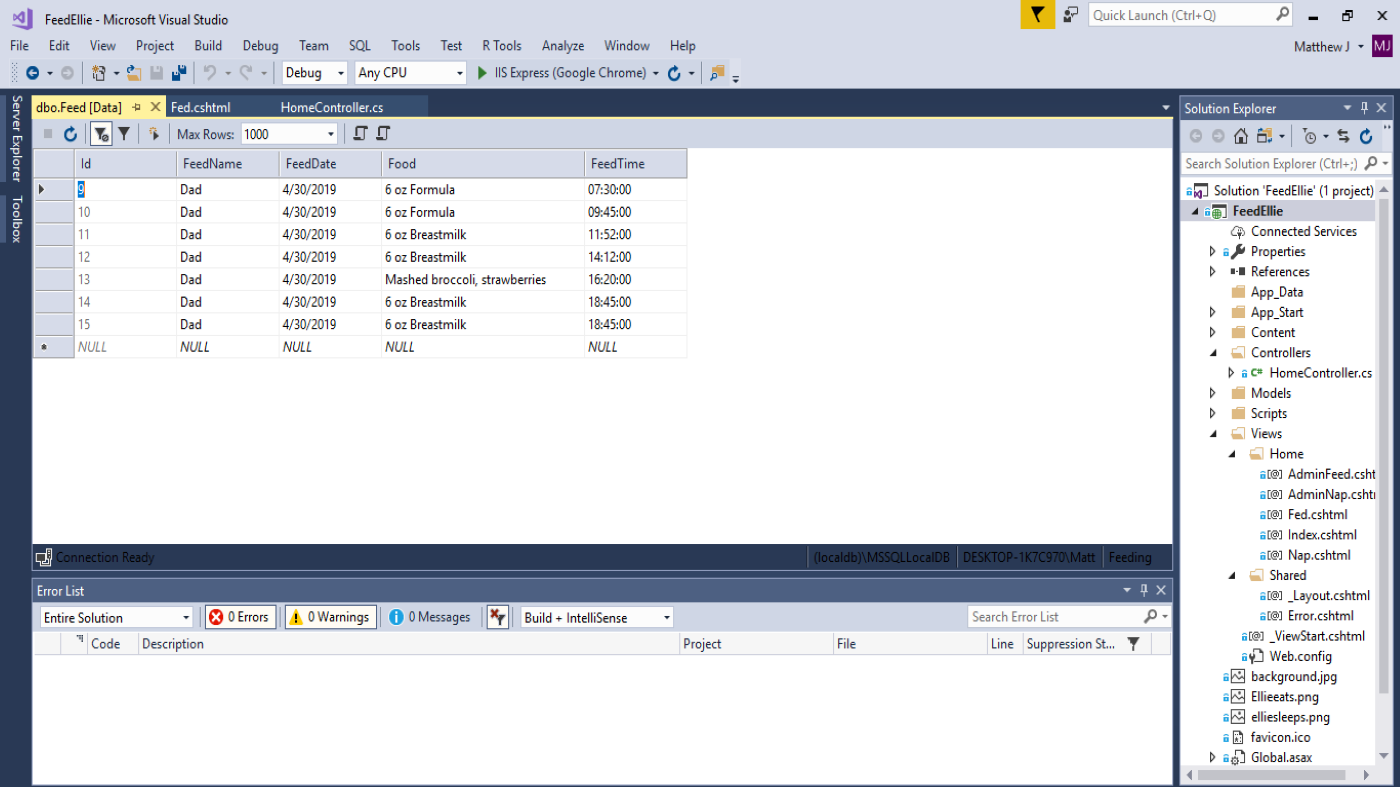 FeedEllie - Microsoft Visual Studio
Quick Launch (Ctrl+Q)
File Edit View Project Build Debug Team SQL Tools Test R Tools Analyze Window Help
Matthew J MJ
Debug Any CPU IIS Express (Google Chrome)
Server Explorer
Toolbox
dbo.Feed [Data] Fed.cshtml HomeController.cs
Max Rows: 1000
Id FeedName FeedDate Food FeedTime
9 Dad 4/30/2019 6 oz Formula 07:30:00
10 Dad 4/30/2019 6 oz Formula 09:45:00
11 Dad 4/30/2019 6 oz Breastmilk 11:52:00
12 Dad 4/30/2019 6 oz Breastmilk 14:12:00
13 Dad 4/30/2019 Mashed broccoli, strawberries 16:20:00
14 Dad 4/30/2019 6 oz Breastmilk 18:45:00
15 Dad 4/30/2019 6 oz Breastmilk 18:45:00
NULL NULL NULL NULL NULL
Connection Ready (localdb)\MSSQLLocalDB DESKTOP-1K7C970\Matt Feeding
Error List
Entire Solution 0 Errors 0 Warnings 0 Messages Build + IntelliSense Search Error List
Code Description Project File Line Suppression St...
Solution Explorer
Search Solution Explorer (Ctrl+;)
Solution 'FeedEllie' (1 project)
FeedEllie
Connected Services
Properties
References
App_Data
App_Start
Content
Controllers
C# HomeController.cs
Models
Scripts
Views
Home
[@] AdminFeed.csht
[@] AdminNap.csht
[@] Fed.cshtml
[@] Index.cshtml
[@] Nap.cshtml
Shared
[@] _Layout.cshtml
[@] Error.cshtml
[@] _ViewStart.cshtml
Web.config
background.jpg
Ellieeats.png
elliesleeps.png
favicon.ico
Global.asax